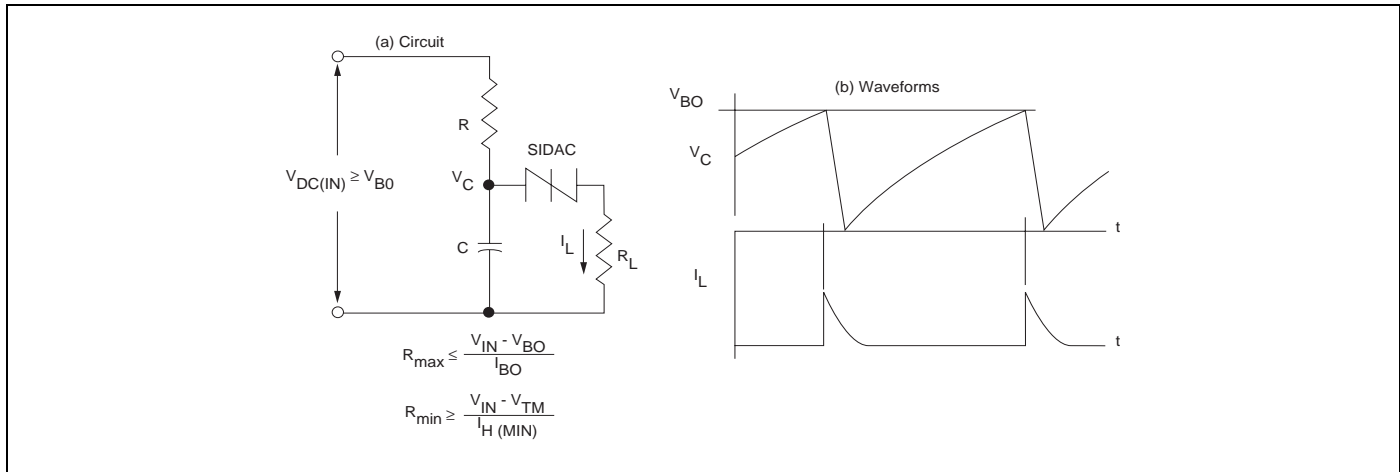 (a) Circuit
R
SIDAC
V_DC(IN) ≥ V_B0
V_C
C
I_L
R_L
R_max ≤ (V_IN - V_BO) / I_BO
R_min ≥ (V_IN - V_TM) / I_H (MIN)
(b) Waveforms
V_BO
V_C
t
I_L
t